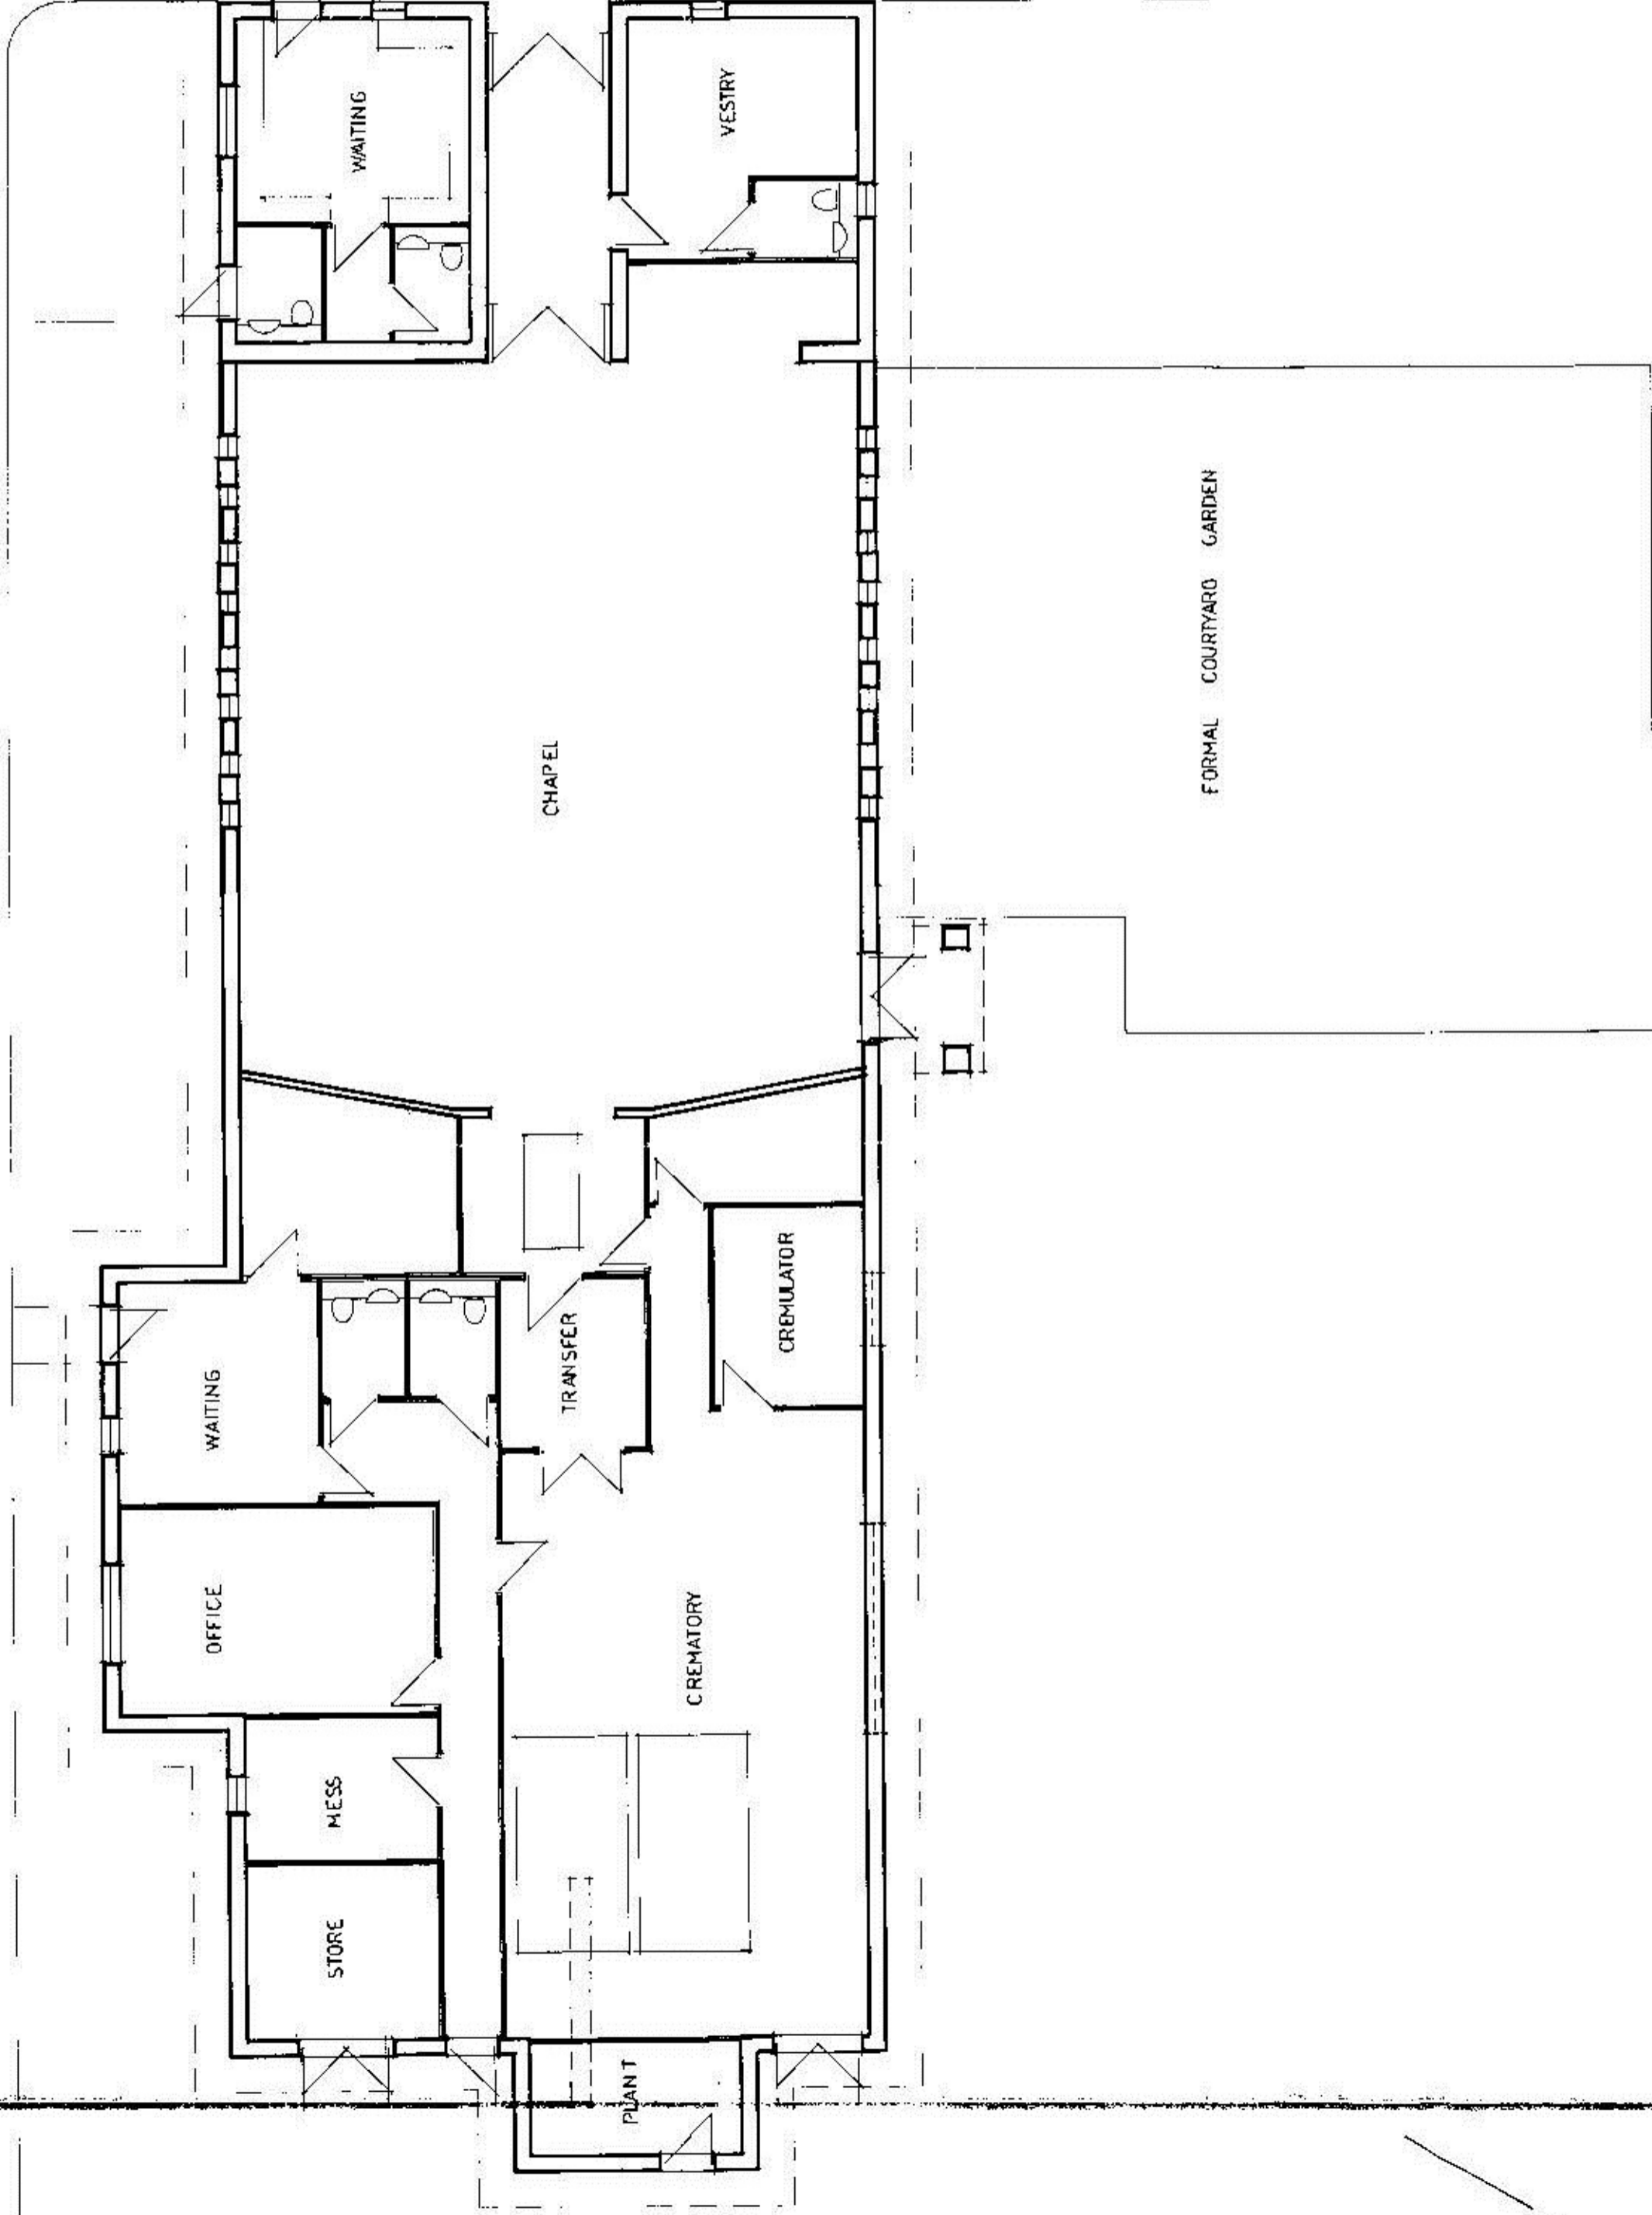 WAITING
VESTRY
CHAPEL
FORMAL COURTYARD GARDEN
WAITING
TRANSFER
CREMULATOR
OFFICE
CREMATORY
MESS
STORE
PLANT